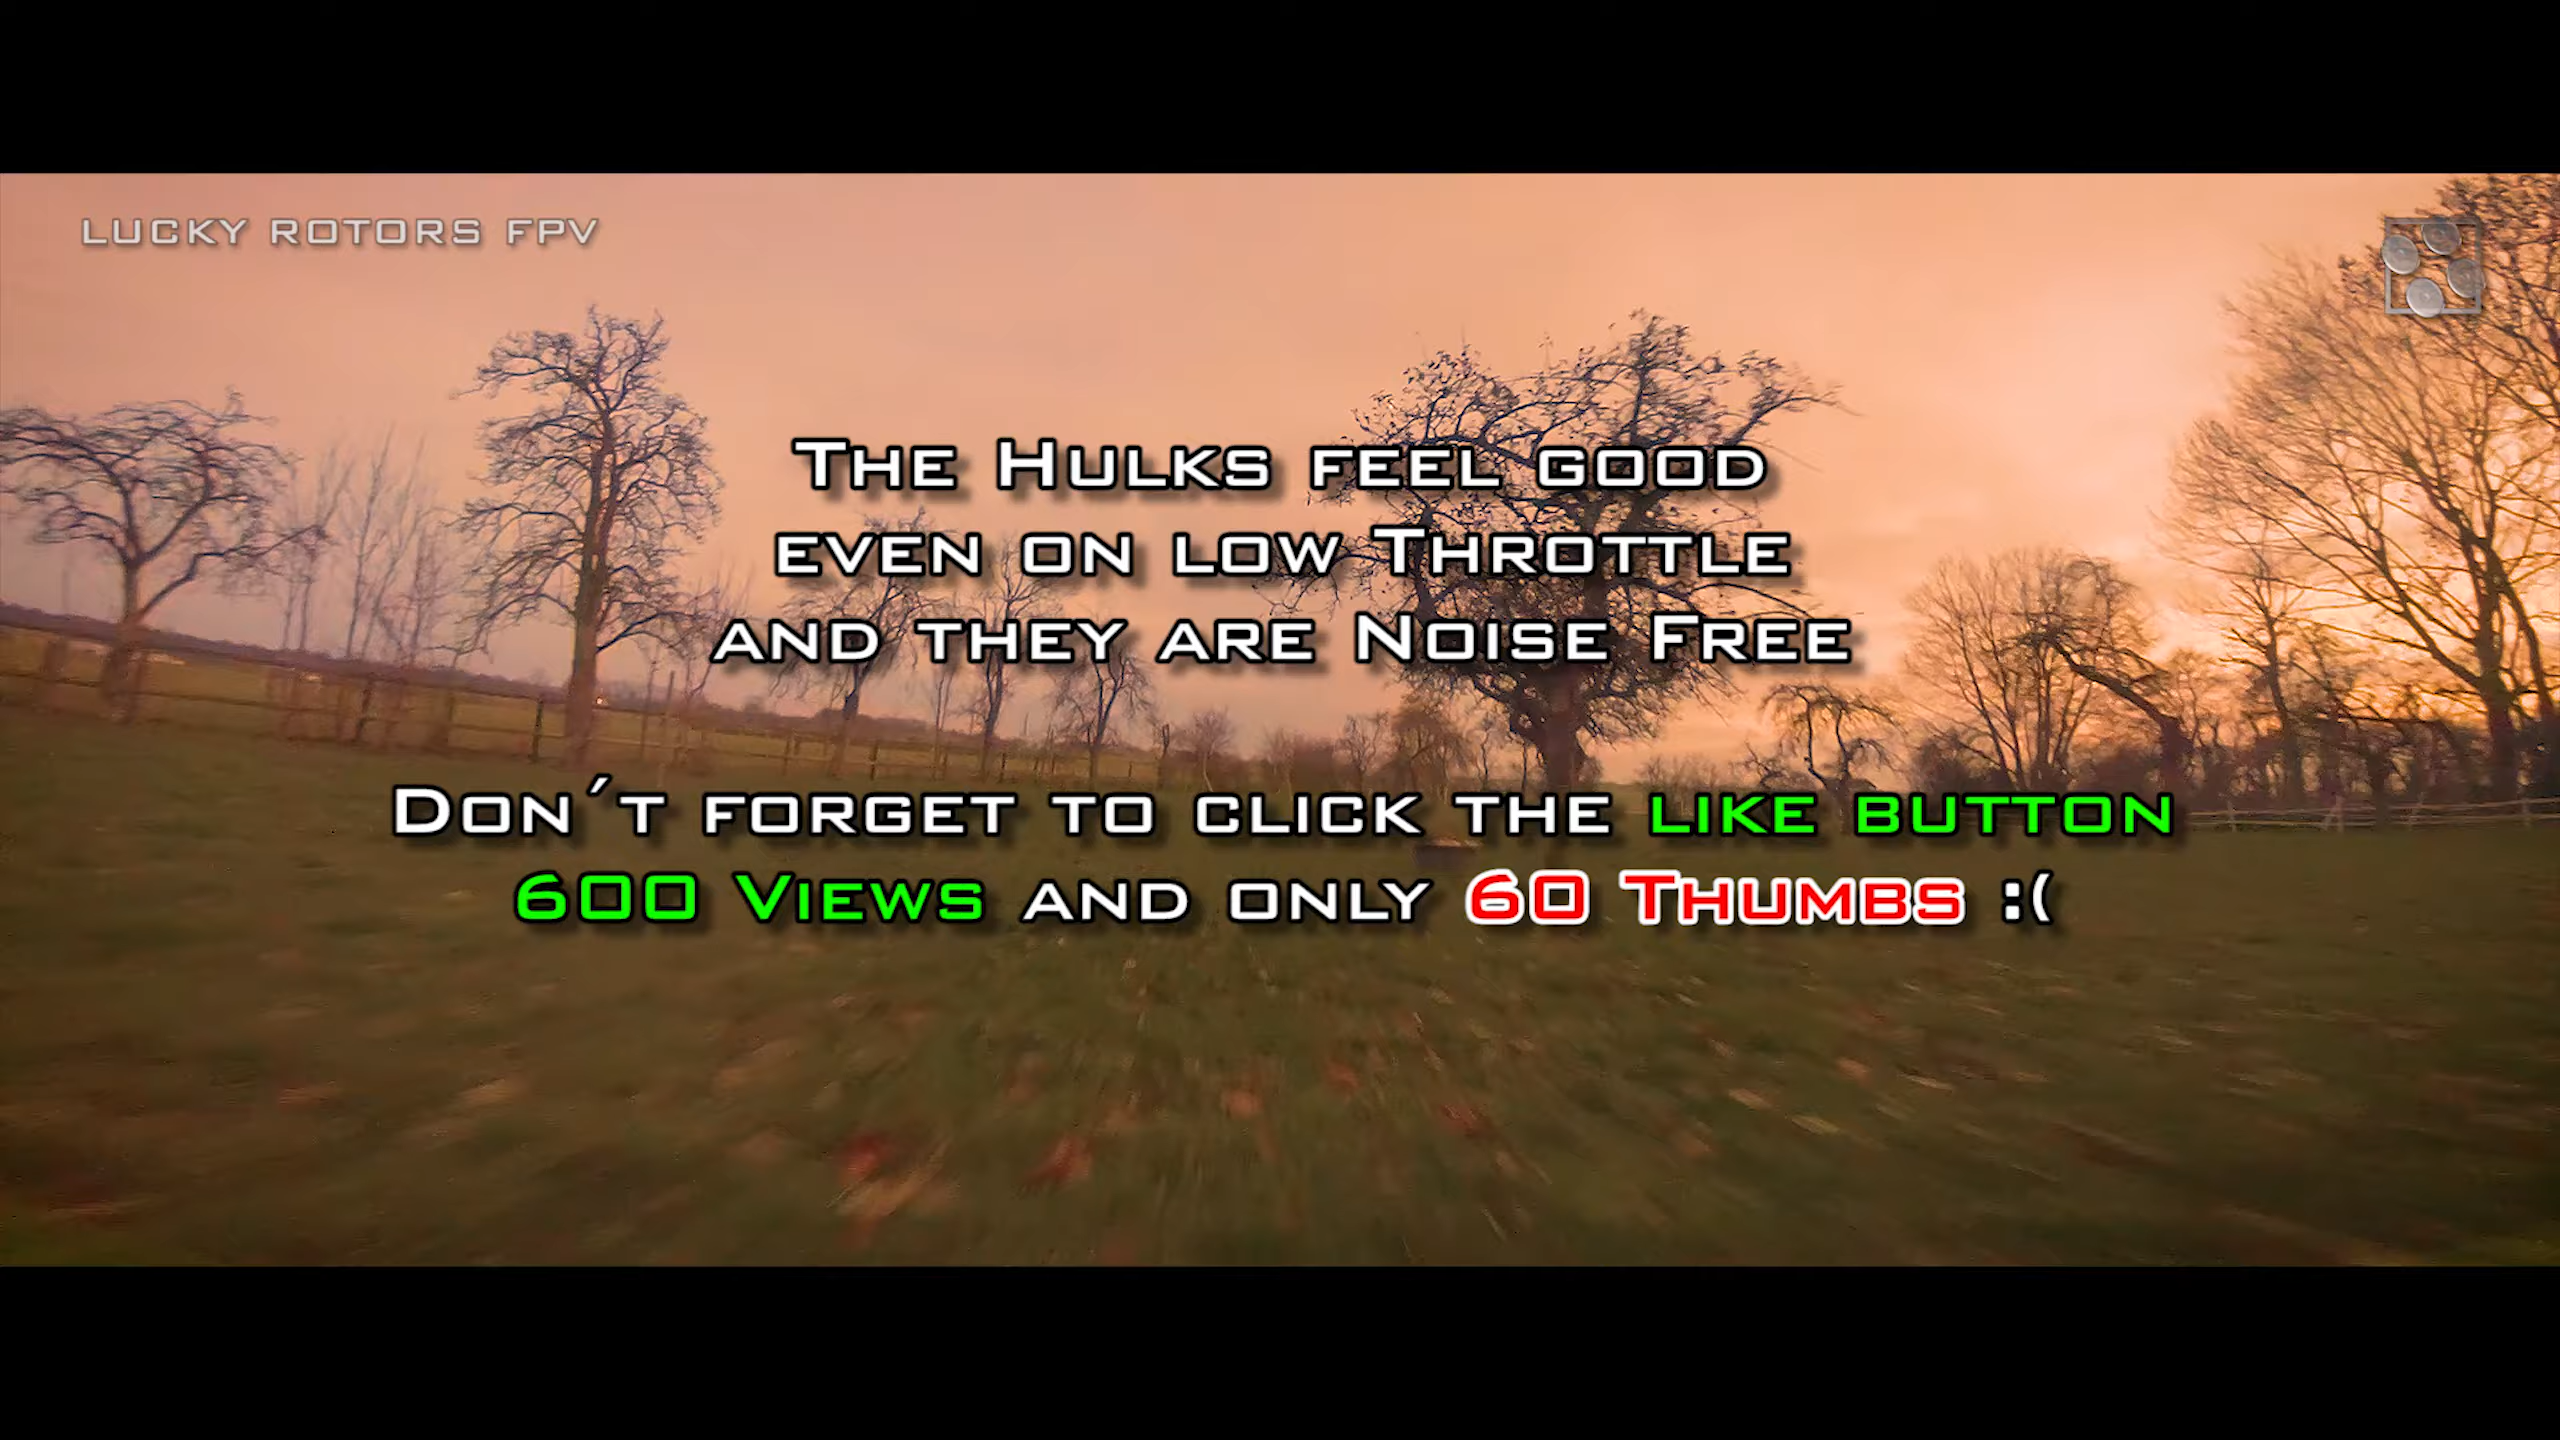 LUCKY ROTORS FPV
The Hulks feel good
even on low Throttle
and they are Noise Free
Don´t forget to click the like button
600 Views and only 60 Thumbs :(